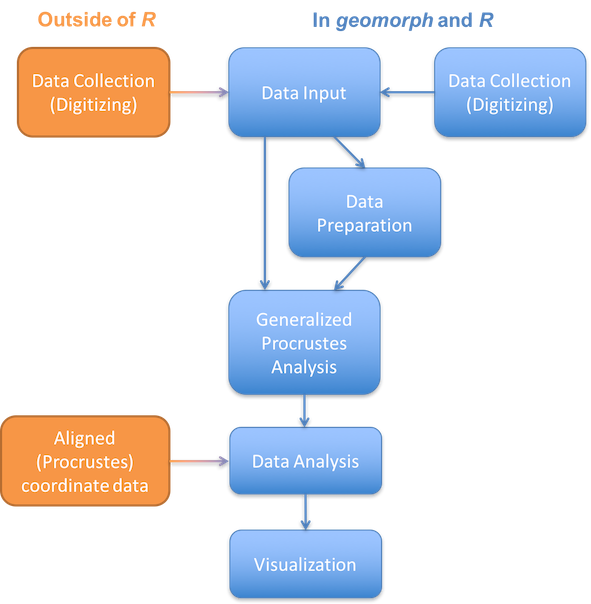 Outside of R
In geomorph and R
Data Collection
(Digitizing)
Data Input
Data Collection
(Digitizing)
Data
Preparation
Generalized
Procrustes
Analysis
Aligned
(Procrustes)
coordinate data
Data Analysis
Visualization